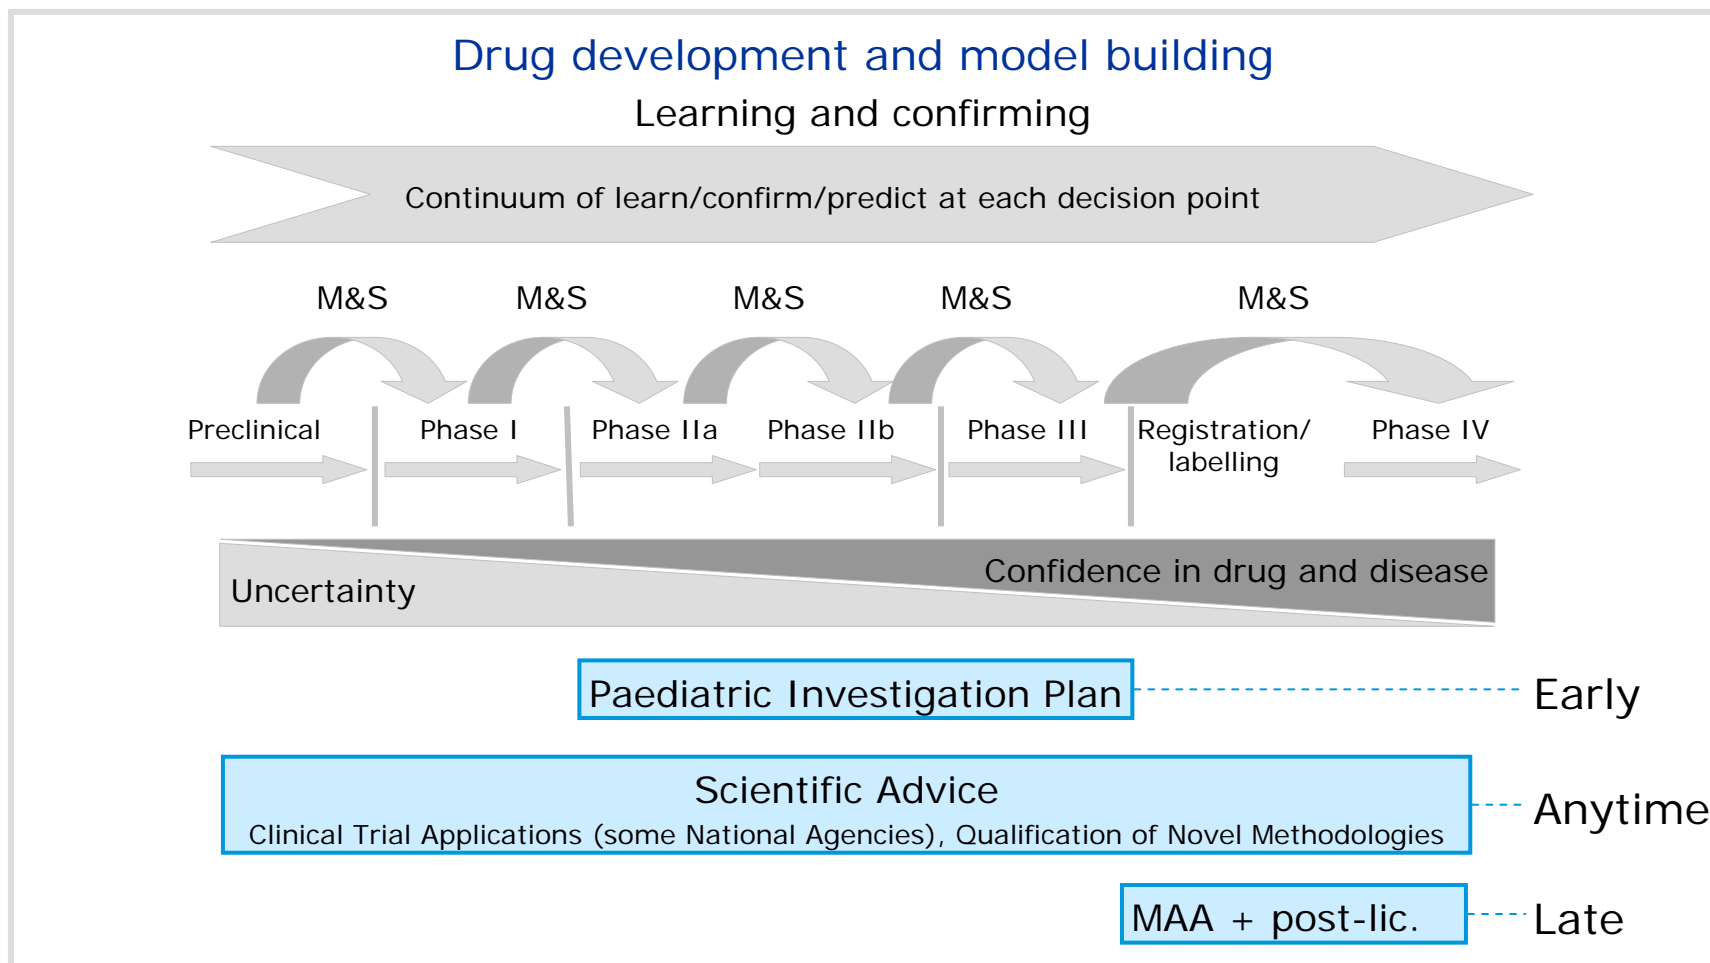 Drug development and model building
Learning and confirming
Continuum of learn/confirm/predict at each decision point
M&S
M&S
M&S
M&S
M&S
Preclinical
Phase I
Phase IIa
Phase IIb
Phase III
Registration/
labelling
Phase IV
Uncertainty
Confidence in drug and disease
Paediatric Investigation Plan
Early
Scientific Advice
Clinical Trial Applications (some National Agencies), Qualification of Novel Methodologies
Anytime
MAA + post-lic.
Late